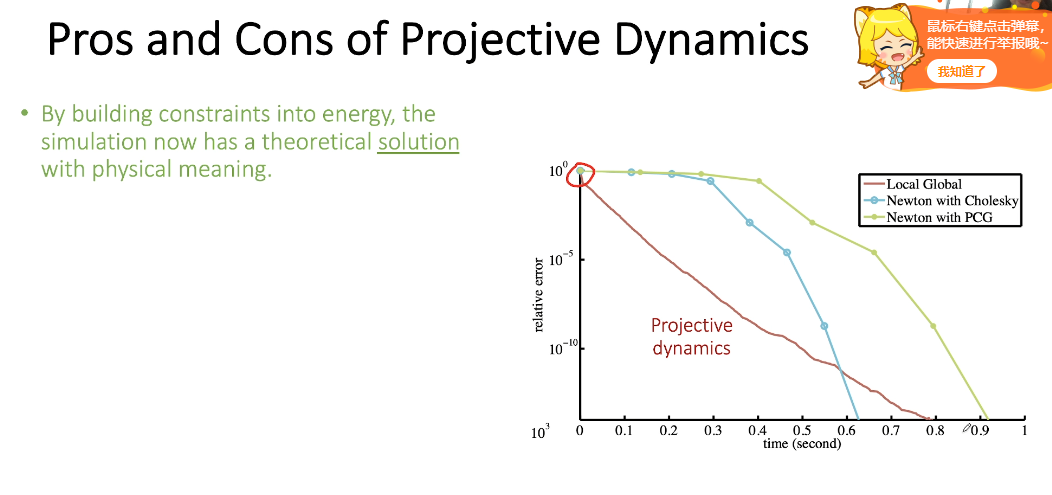 Pros and Cons of Projective Dynamics
鼠标右键点击弹幕，
能快速进行举报哦~
我知道了
• By building constraints into energy, the
simulation now has a theoretical solution
with physical meaning.
10^0
10^-5
10^-10
10^3
relative error
Local Global
Newton with Cholesky
Newton with PCG
Projective
dynamics
0 0.1 0.2 0.3 0.4 0.5 0.6 0.7 0.8 0.9 1
time (second)